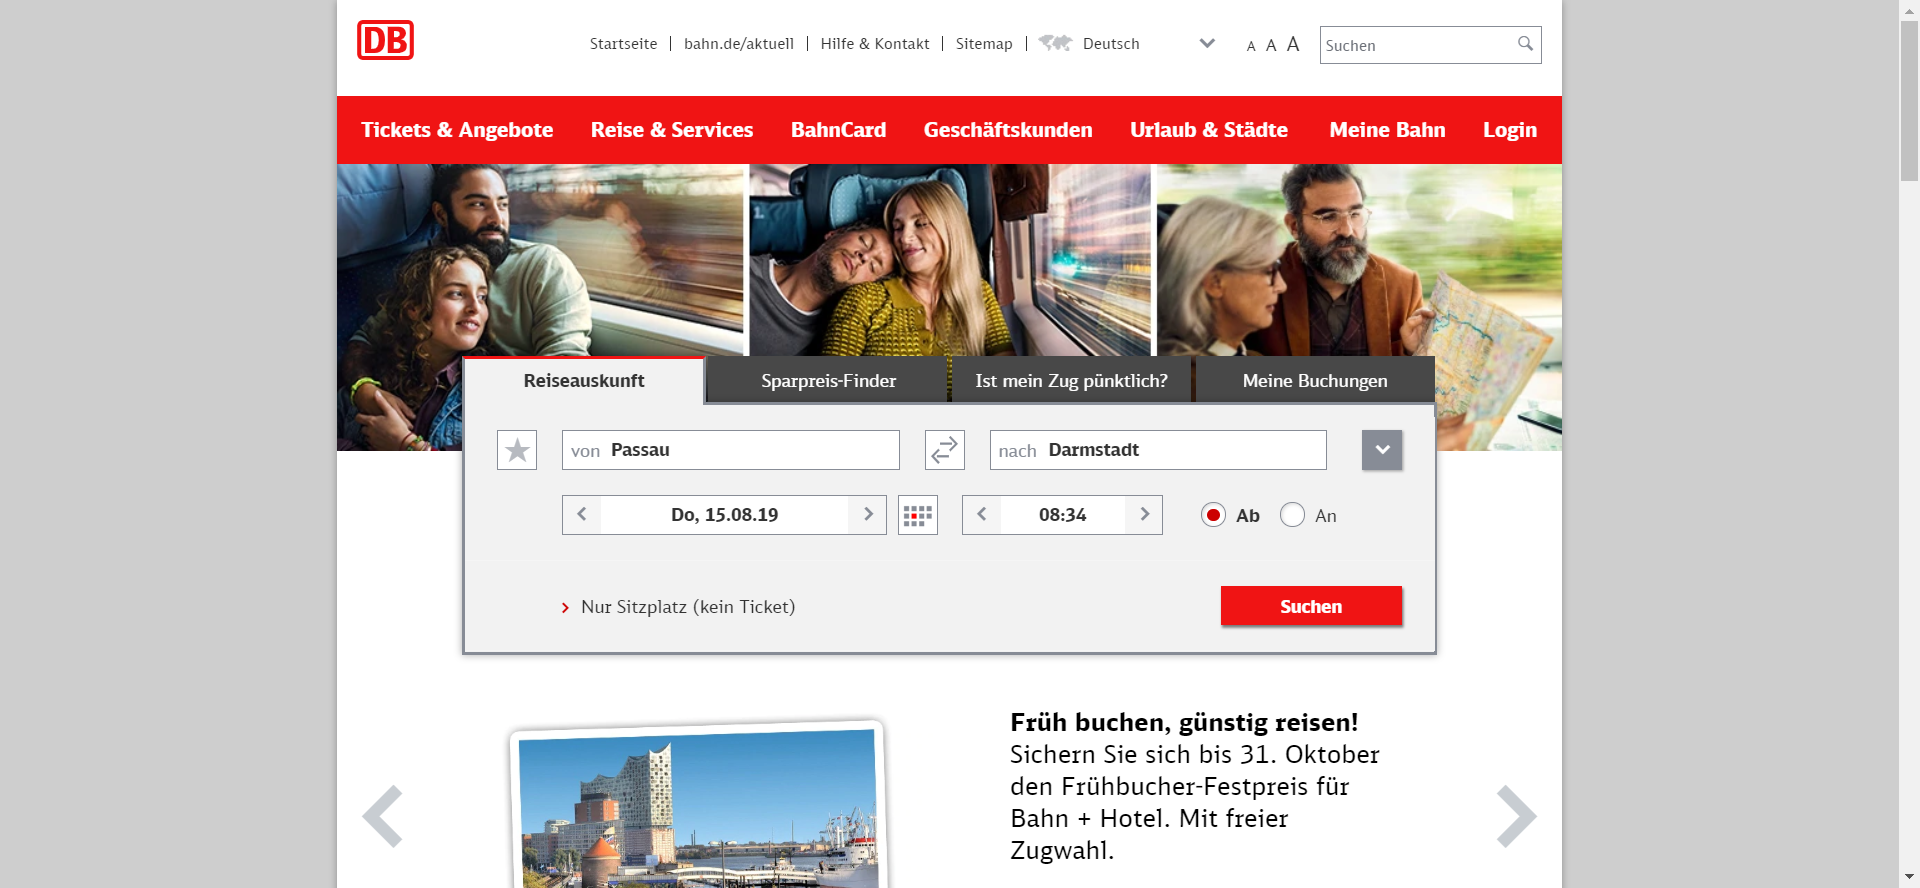 DB
Startseite
bahn.de/aktuell
Hilfe & Kontakt
Sitemap
Deutsch
A A A
Suchen
Tickets & Angebote
Reise & Services
BahnCard
Geschäftskunden
Urlaub & Städte
Meine Bahn
Login
Reiseauskunft
Sparpreis-Finder
Ist mein Zug pünktlich?
Meine Buchungen
von Passau
nach Darmstadt
Do, 15.08.19
08:34
Ab
An
Nur Sitzplatz (kein Ticket)
Suchen
Früh buchen, günstig reisen!
Sichern Sie sich bis 31. Oktober
den Frühbucher-Festpreis für
Bahn + Hotel. Mit freier
Zugwahl.